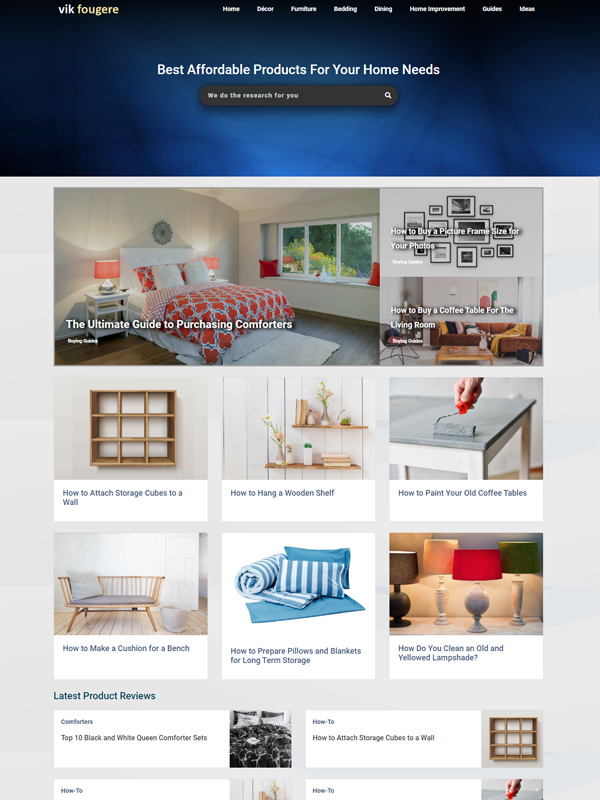 vik fougere
Home Décor Furniture Bedding Dining Home Improvement Guides Ideas
Best Affordable Products For Your Home Needs
We do the research for you
The Ultimate Guide to Purchasing Comforters
Buying Guides
How to Buy a Picture Frame Size for
Your Photos
Buying Guides
How to Buy a Coffee Table For The
Living Room
Buying Guides
How to Attach Storage Cubes to a
Wall
How to Hang a Wooden Shelf
How to Paint Your Old Coffee Tables
How to Make a Cushion for a Bench
How to Prepare Pillows and Blankets
for Long Term Storage
How Do You Clean an Old and
Yellowed Lampshade?
Latest Product Reviews
Comforters
Top 10 Black and White Queen Comforter Sets
How-To
How to Attach Storage Cubes to a Wall
How-To
How-To